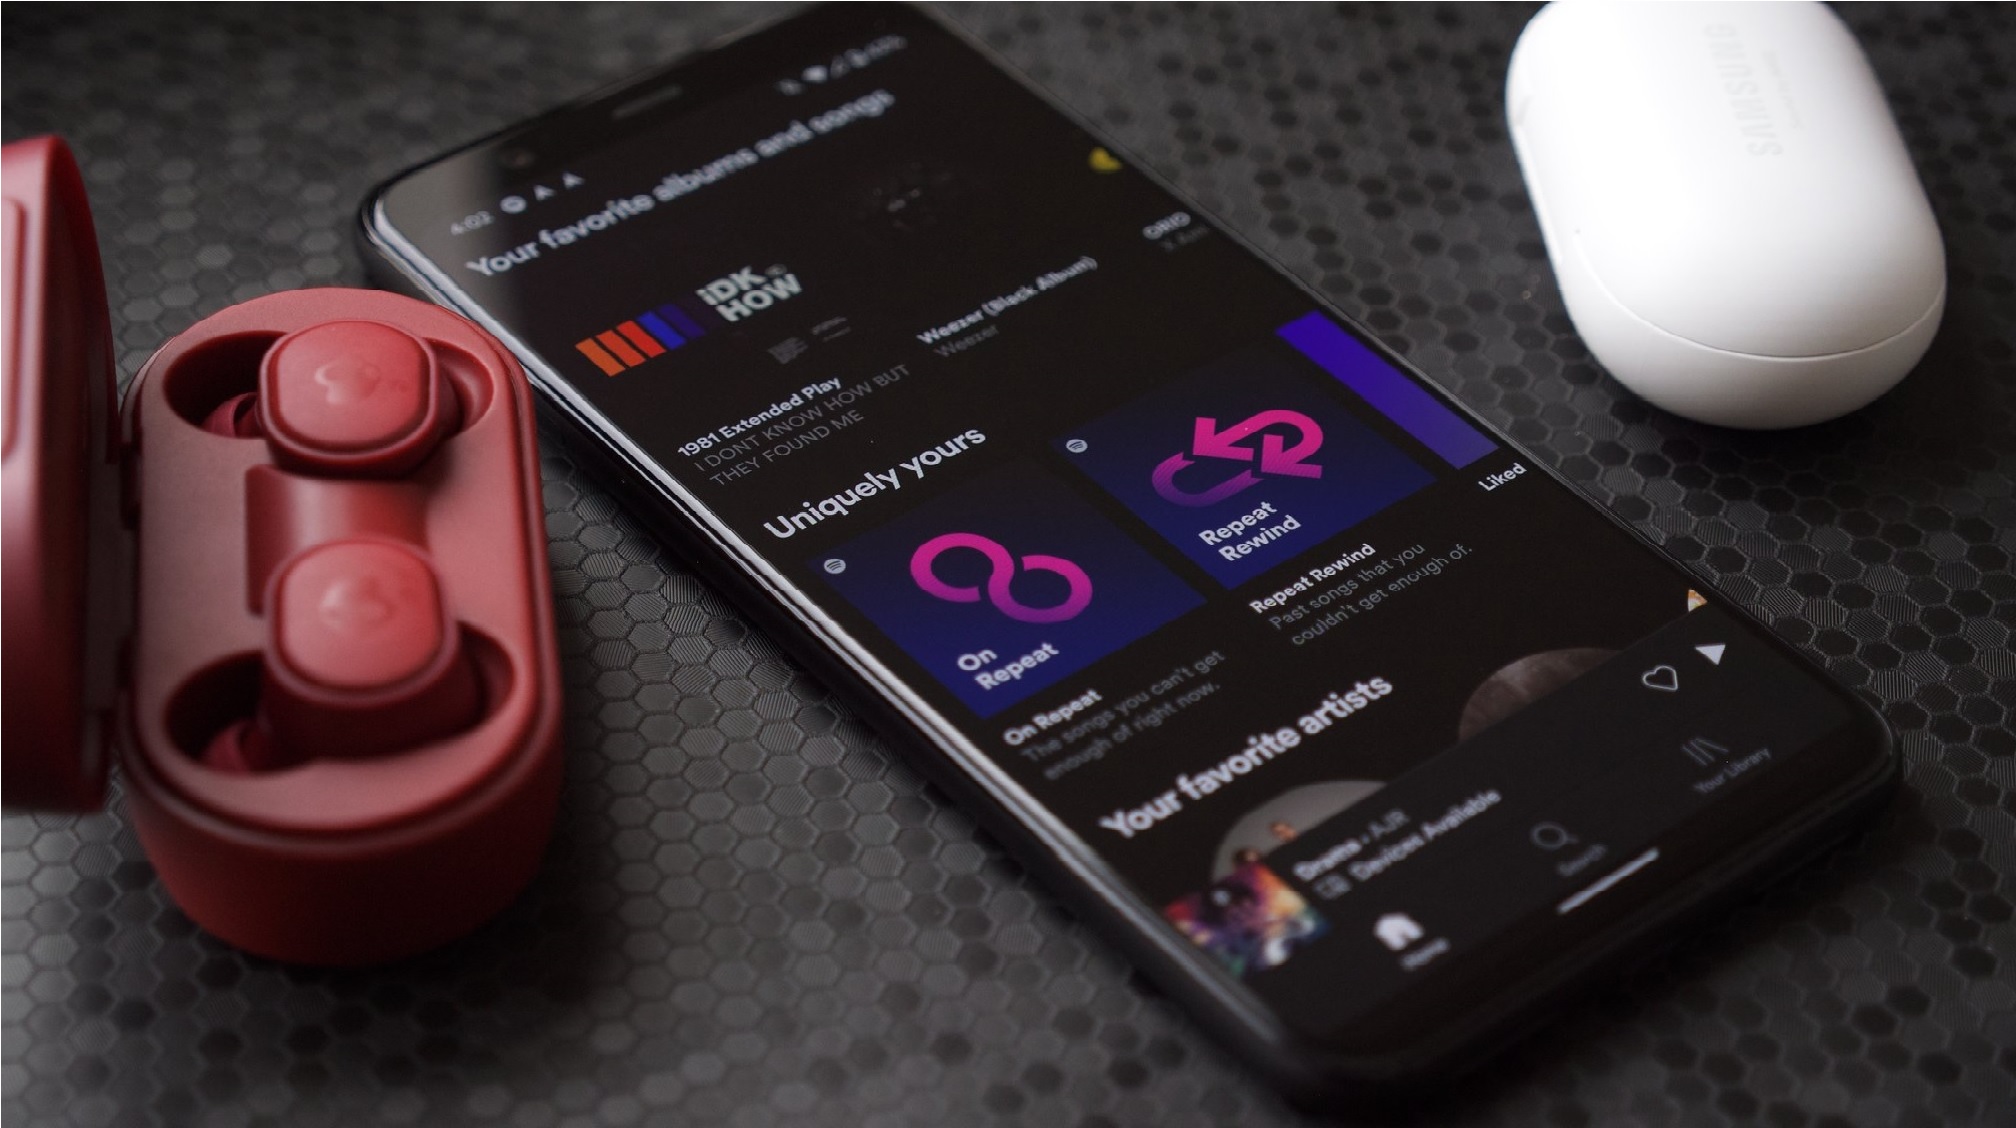 4:02
Your favorite albums and songs
iDK
HOW
1981 Extended Play
I DONT KNOW HOW BUT
THEY FOUND ME
Weezer (Black Album)
Weezer
Uniquely yours
On
Repeat
On Repeat
The songs you can't get
enough of right now.
Repeat
Rewind
Repeat Rewind
Past songs that you
couldn't get enough of.
Liked
Your favorite artists
Drama • AJR
Devices Available
Home
Search
Your Library
SAMSUNG